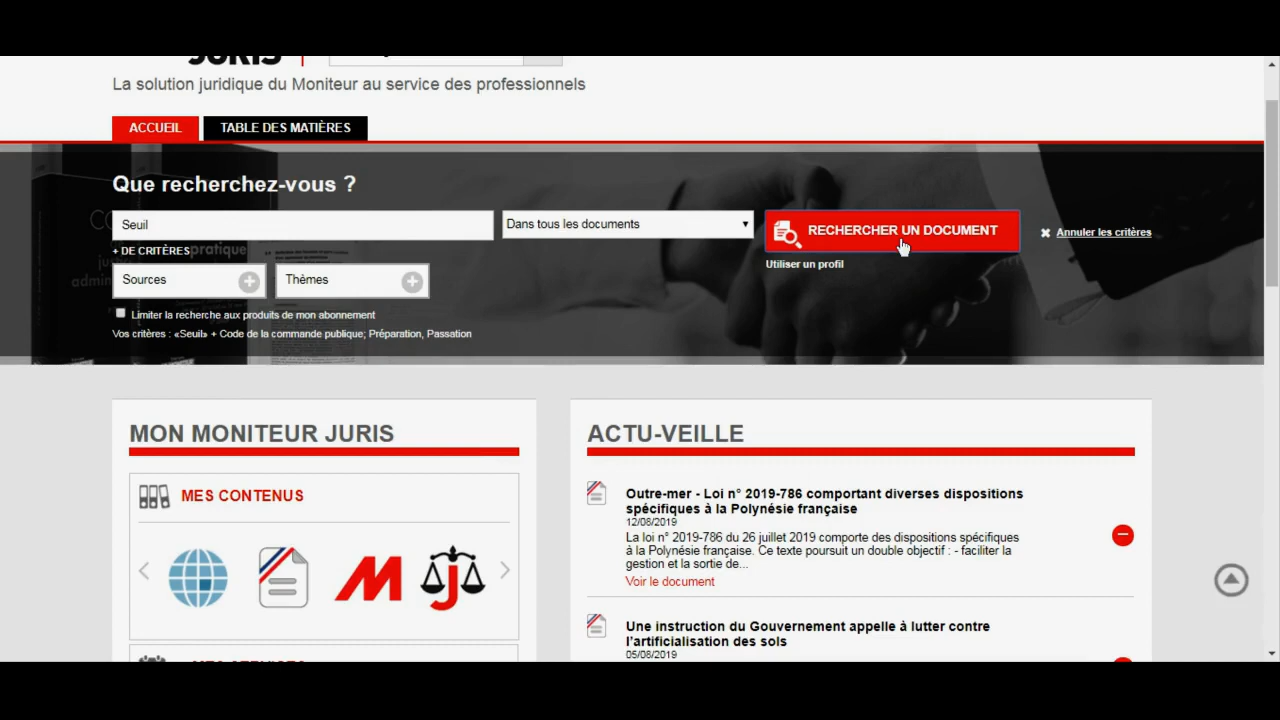 JURIS
La solution juridique du Moniteur au service des professionnels
ACCUEIL
TABLE DES MATIÈRES
Que recherchez-vous ?
Seuil
Dans tous les documents
RECHERCHER UN DOCUMENT
Annuler les critères
+ DE CRITÈRES
pratique
Utiliser un profil
Sources
Thèmes
Limiter la recherche aux produits de mon abonnement
Vos critères : «Seuil» + Code de la commande publique; Préparation, Passation
MON MONITEUR JURIS
MES CONTENUS
ACTU-VEILLE
Outre-mer - Loi n° 2019-786 comportant diverses dispositions
spécifiques à la Polynésie française
12/08/2019
La loi n° 2019-786 du 26 juillet 2019 comporte des dispositions spécifiques
à la Polynésie française. Ce texte poursuit un double objectif : - faciliter la
gestion et la sortie de...
Voir le document
Une instruction du Gouvernement appelle à lutter contre
l'artificialisation des sols
05/08/2019
MES SERVICES